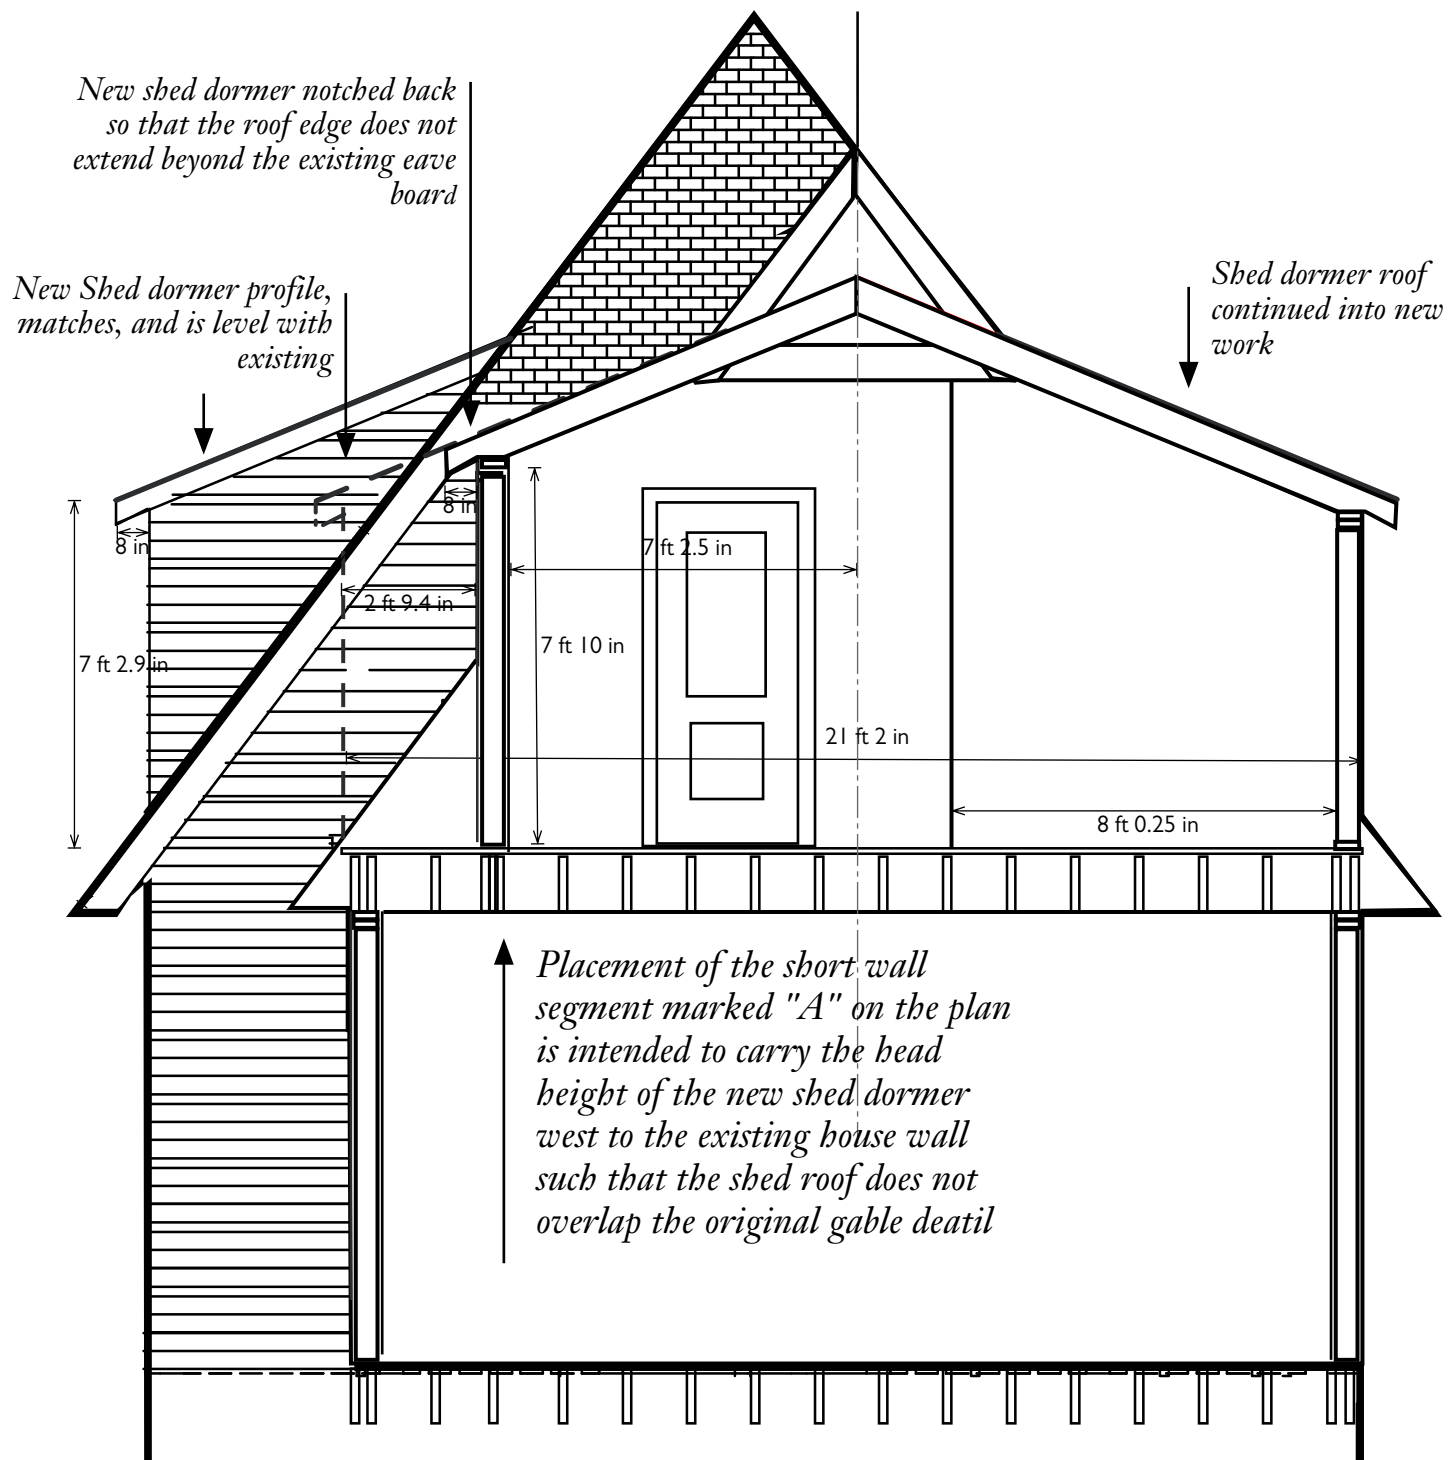 New shed dormer notched back
so that the roof edge does not
extend beyond the existing eave
board
New Shed dormer profile,
matches, and is level with
existing
Shed dormer roof
continued into new
work
8 in
8 in
7 ft 2.5 in
2 ft 9.4 in
7 ft 10 in
7 ft 2.9 in
21 ft 2 in
8 ft 0.25 in
Placement of the short wall
segment marked "A" on the plan
is intended to carry the head
height of the new shed dormer
west to the existing house wall
such that the shed roof does not
overlap the original gable deatil